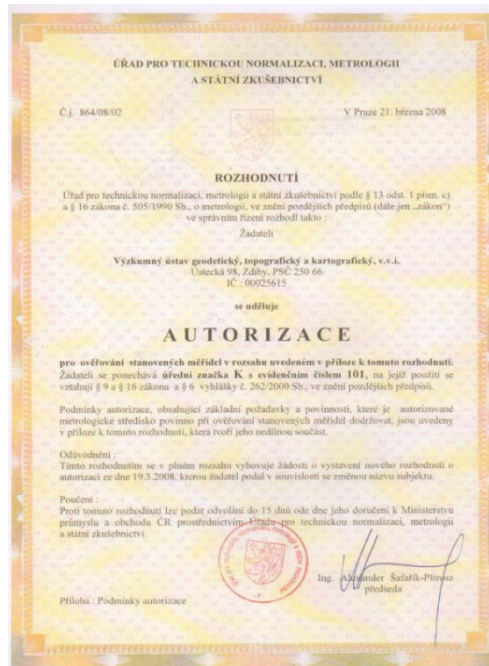 ÚŘAD PRO TECHNICKOU NORMALIZACI, METROLOGII
A STÁTNÍ ZKUŠEBNICTVÍ
Č.j. 864/08/02
V Praze 21. března 2008
ROZHODNUTÍ
Úřad pro technickou normalizaci, metrologii a státní zkušebnictví podle § 13 odst. 1 písm. c)
a § 16 zákona č. 505/1990 Sb., o metrologii, ve znění pozdějších předpisů (dále jen „zákon“)
ve správním řízení rozhodl takto :
Žadateli
Výzkumný ústav geodetický, topografický a kartografický, v.v.i.
Ústecká 98, Zdiby, PSČ 250 66
IČ : 00025615
se uděluje
AUTORIZACE
pro ověřování stanovených měřidel v rozsahu uvedeném v příloze k tomuto rozhodnutí.
Žadateli se ponechává úřední značka K s evidenčním číslem 101, na jejíž použití se
vztahují § 9 a § 16 zákona a § 6 vyhlášky č. 262/2000 Sb., ve znění pozdějších předpisů.
Podmínky autorizace, obsahující základní požadavky a povinnosti, které je autorizované
metrologické středisko povinno při ověřování stanovených měřidel dodržovat, jsou uvedeny
v příloze k tomuto rozhodnutí, která tvoří jeho nedílnou součást.
Odůvodnění :
Tímto rozhodnutím se v plném rozsahu vyhovuje žádosti o vystavení nového rozhodnutí o
autorizaci ze dne 19.3.2008, kterou žadatel podal v souvislosti se změnou názvu subjektu.
Poučení :
Proti tomuto rozhodnutí lze podat odvolání do 15 dnů ode dne jeho doručení k Ministerstvu
průmyslu a obchodu ČR prostřednictvím Úřadu pro technickou normalizaci, metrologii
a státní zkušebnictví.
Ing. Alexander Šafařík-Pštrosz
předseda
Příloha : Podmínky autorizace